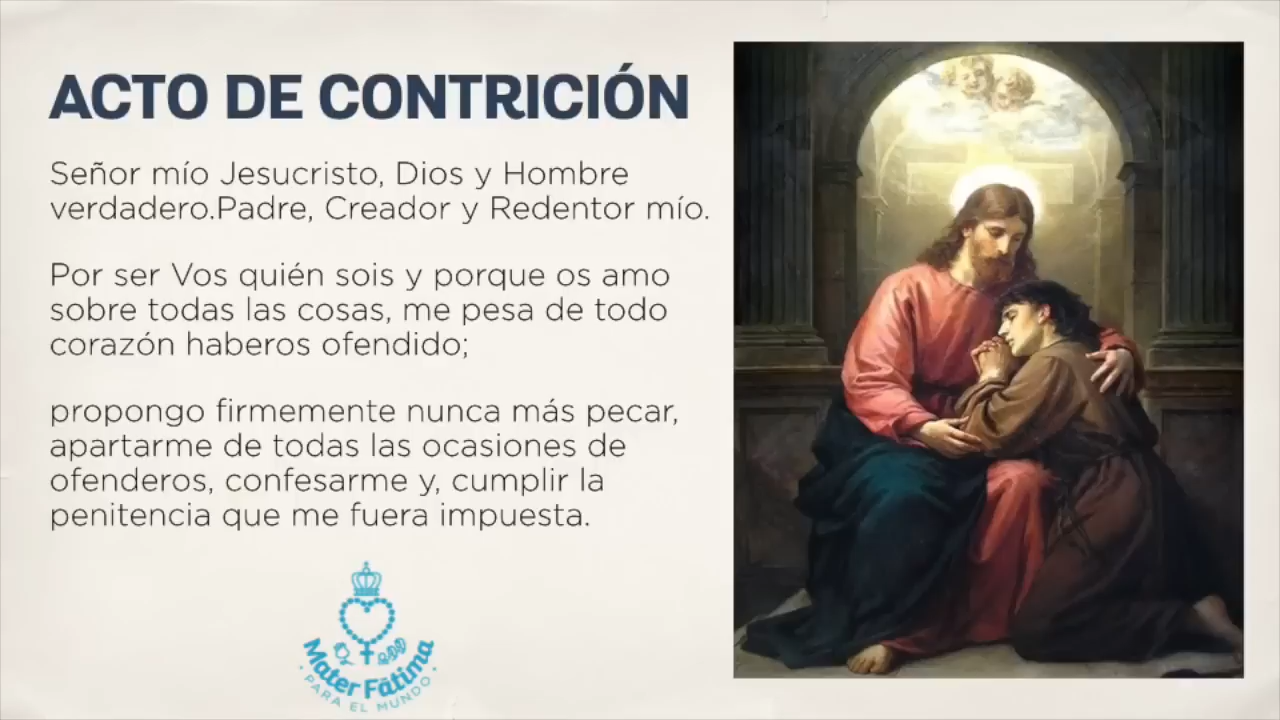 ACTO DE CONTRICIÓN
Señor mío Jesucristo, Dios y Hombre
verdadero.Padre, Creador y Redentor mío.
Por ser Vos quién sois y porque os amo
sobre todas las cosas, me pesa de todo
corazón haberos ofendido;
propongo firmemente nunca más pecar,
apartarme de todas las ocasiones de
ofenderos, confesarme y, cumplir la
penitencia que me fuera impuesta.
Mater Fátima
· PARA EL MUNDO ·